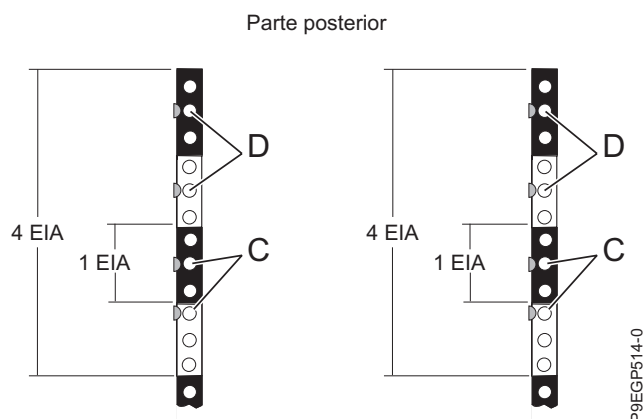 Parte posterior
D
D
4 EIA
1 EIA
C
4 EIA
1 EIA
C
P9EGP514-0